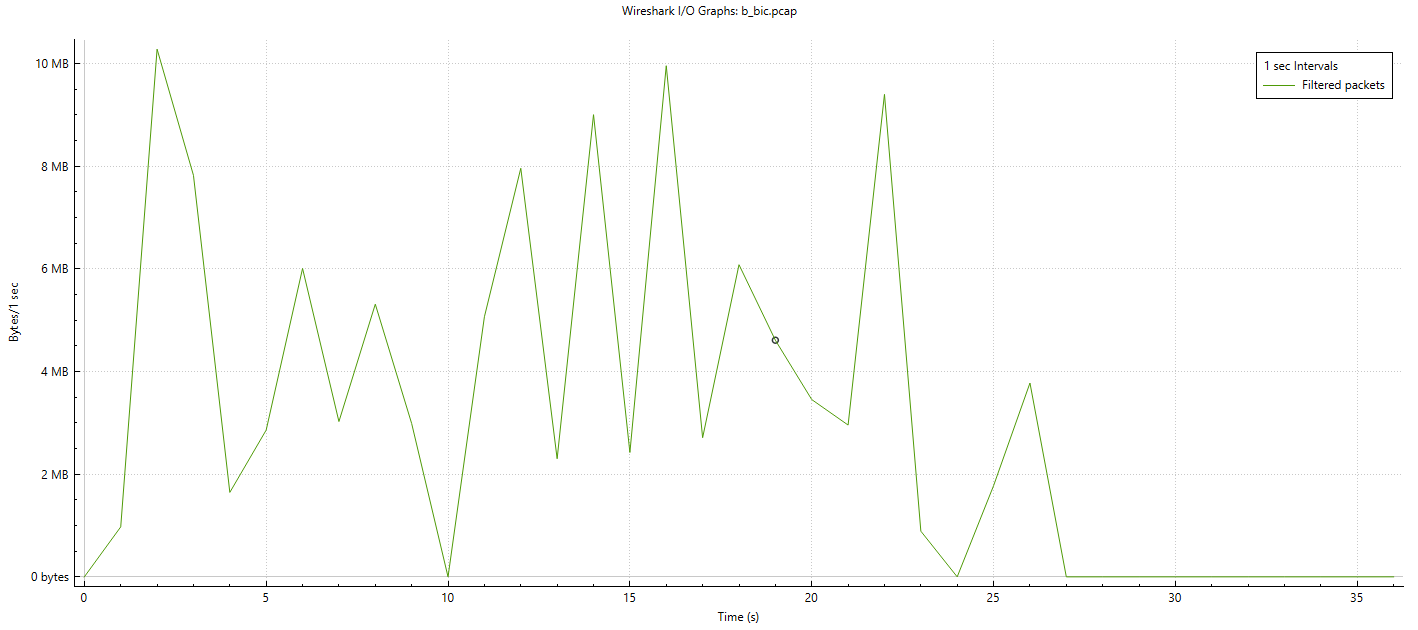 Wireshark I/O Graphs: b_bic.pcap
1 sec Intervals
Filtered packets
10 MB
8 MB
6 MB
4 MB
2 MB
0 bytes
Bytes/1 sec
0 5 10 15 20 25 30 35
Time (s)